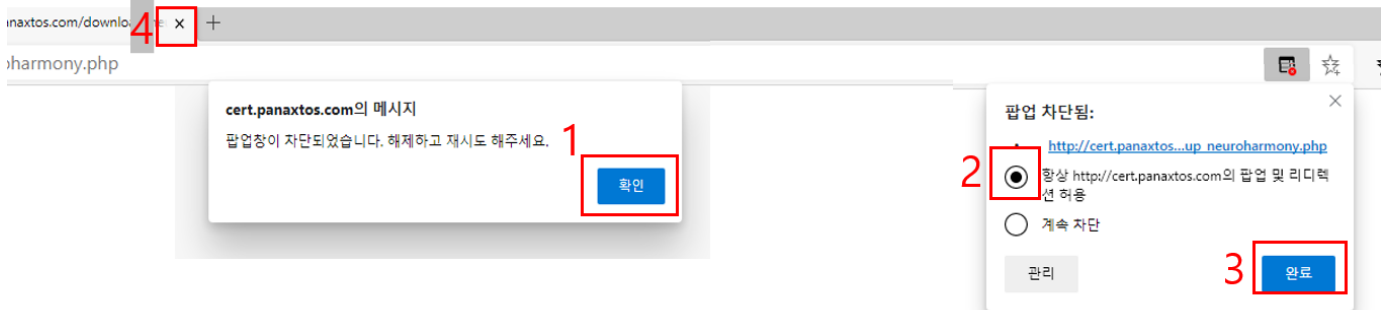 naxtos.com/downlo
4
oharmony.php
cert.panaxtos.com의 메시지
팝업창이 차단되었습니다. 해제하고 재시도 해주세요.
1
확인
팝업 차단됨:
http://cert.panaxtos...up_neuroharmony.php
2
항상 http://cert.panaxtos.com의 팝업 및 리디렉
션 허용
계속 차단
관리
3
완료